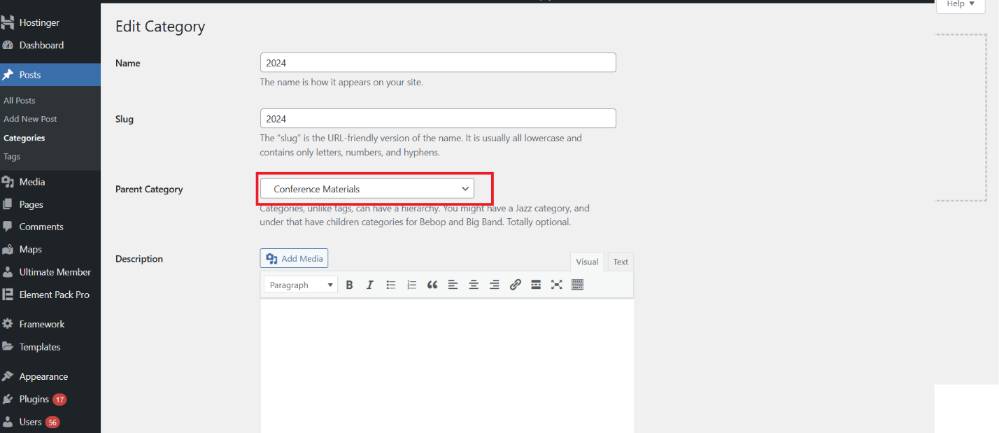 Help
Hostinger
Dashboard
Posts
All Posts
Add New Post
Categories
Tags
Media
Pages
Comments
Maps
Ultimate Member
Element Pack Pro
Framework
Templates
Appearance
Plugins 17
Users 56
Edit Category
Name
2024
The name is how it appears on your site.
Slug
2024
The “slug” is the URL-friendly version of the name. It is usually all lowercase and
contains only letters, numbers, and hyphens.
Parent Category
Conference Materials
Categories, unlike tags, can have a hierarchy. You might have a Jazz category, and
under that have children categories for Bebop and Big Band. Totally optional.
Description
Add Media
Visual Text
Paragraph